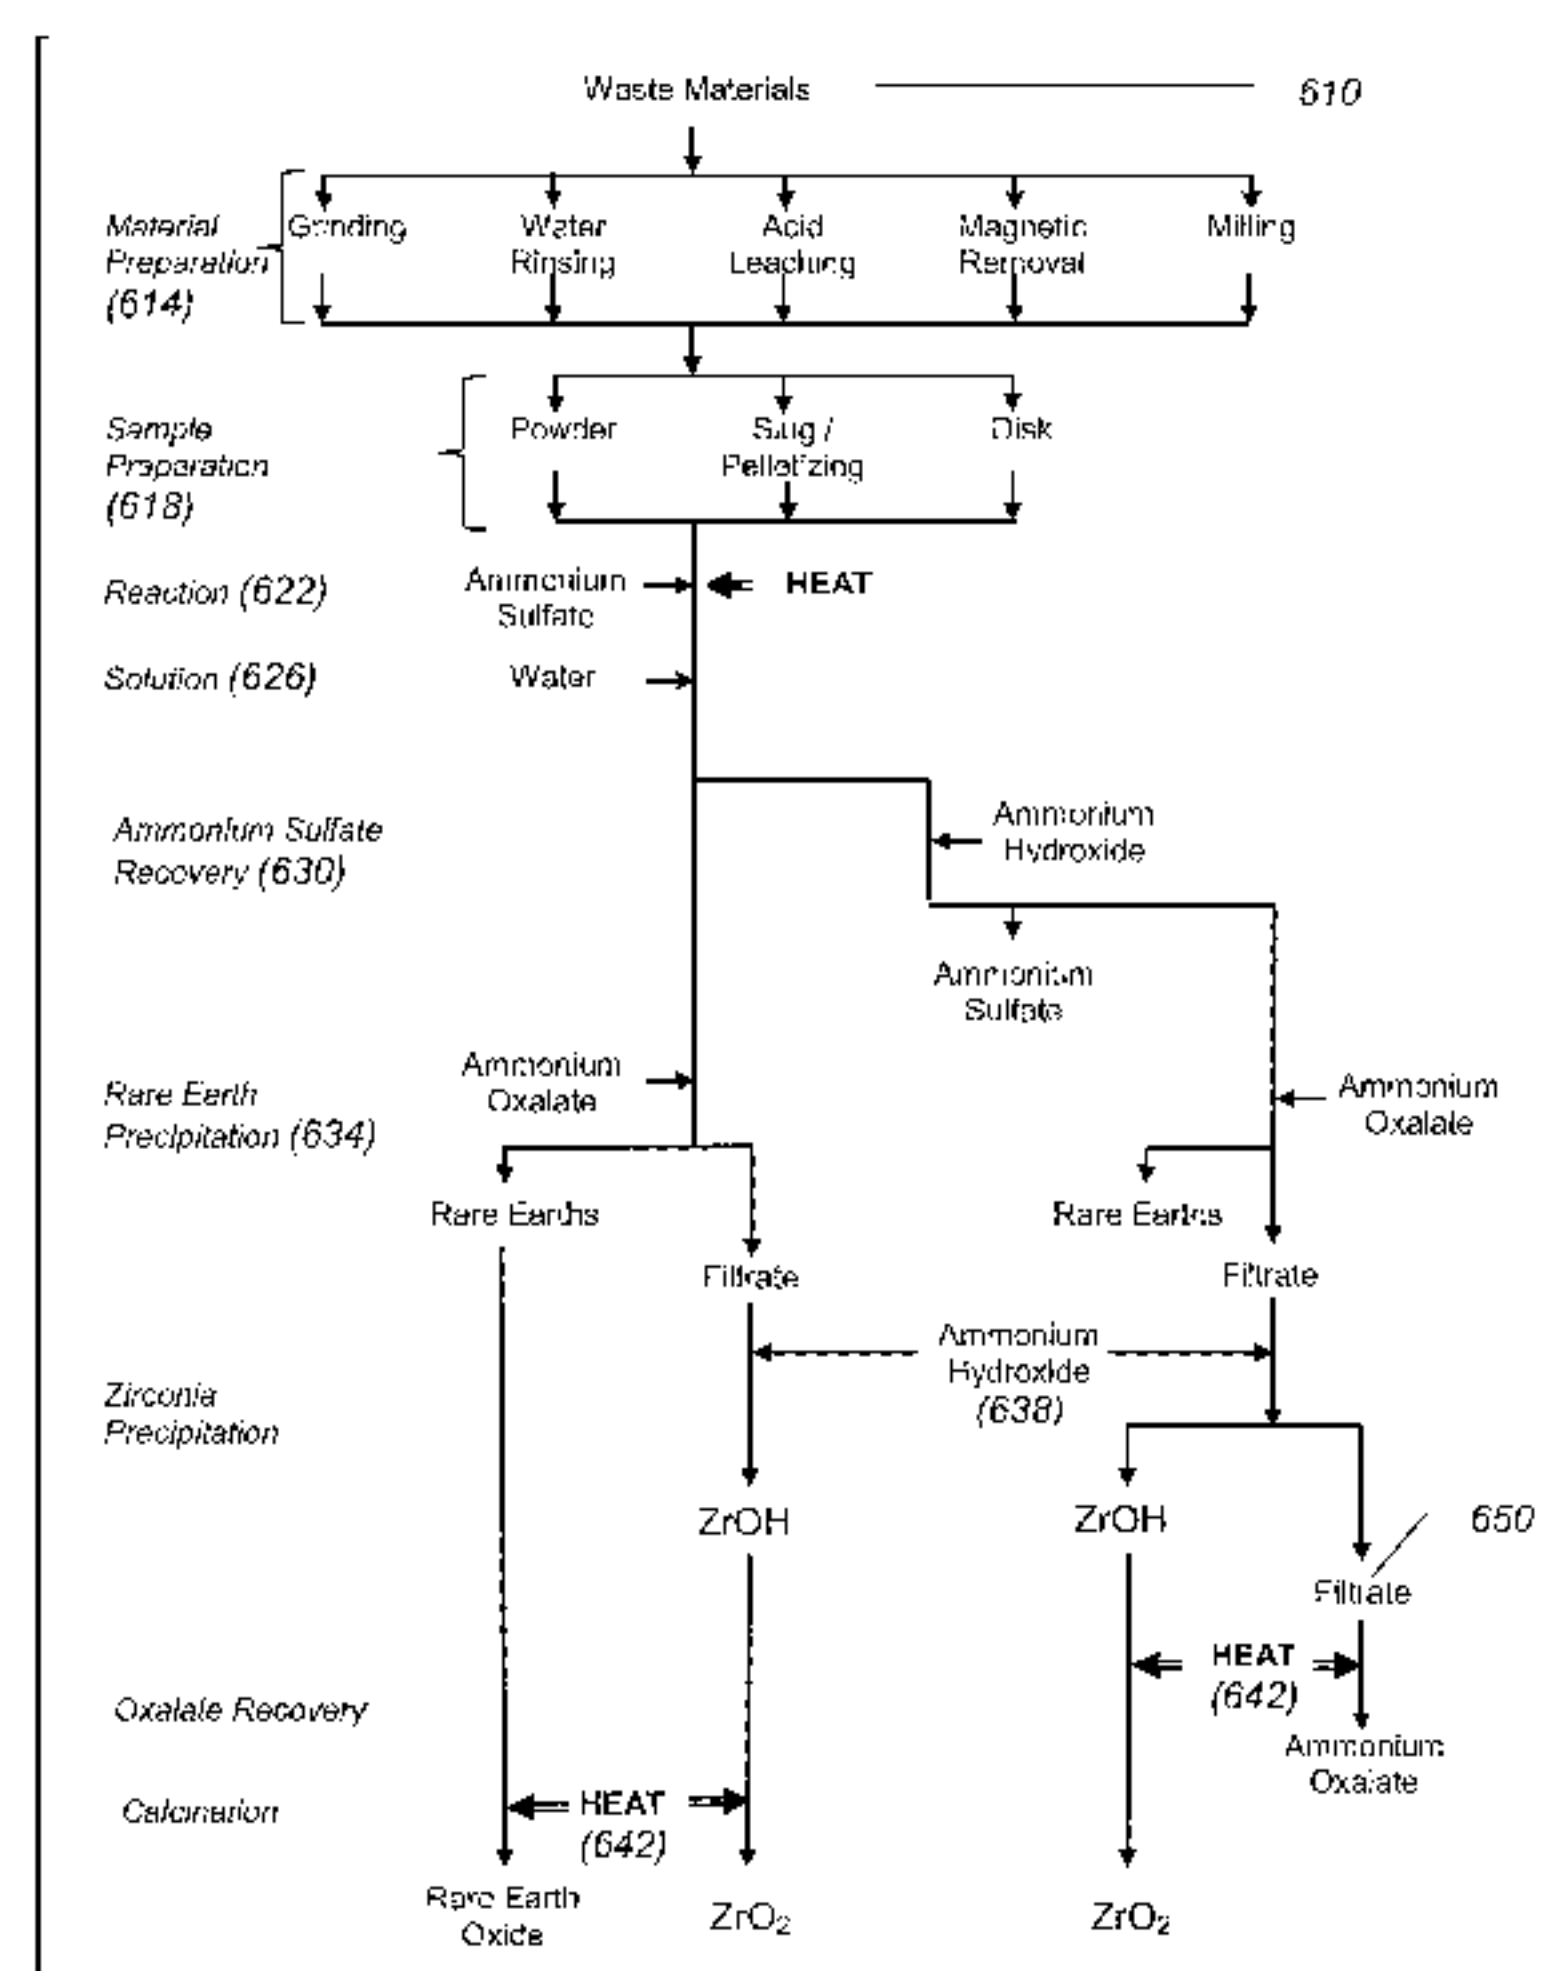 Waste Materials 610
Material
Preparation
(614)
Grinding
Water
Rinsing
Acid
Leaching
Magnetic
Removal
Milling
Sample
Preparation
(618)
Powder
Slug /
Pelletizing
Disk
Reaction (622)
Ammonium
Sulfate
HEAT
Solution (626)
Water
Ammonium Sulfate
Recovery (630)
Ammonium
Hydroxide
Ammonium
Sulfate
Rare Earth
Precipitation (634)
Ammonium
Oxalate
Ammonium
Oxalate
Rare Earths
Rare Earths
Filtrate
Filtrate
Zirconia
Precipitation
Ammonium
Hydroxide
(638)
ZrOH
ZrOH
650
Filtrate
HEAT
(642)
Oxalate Recovery
Ammonium
Oxalate
Calcination
HEAT
(642)
Rare Earth
Oxide
ZrO₂
ZrO₂